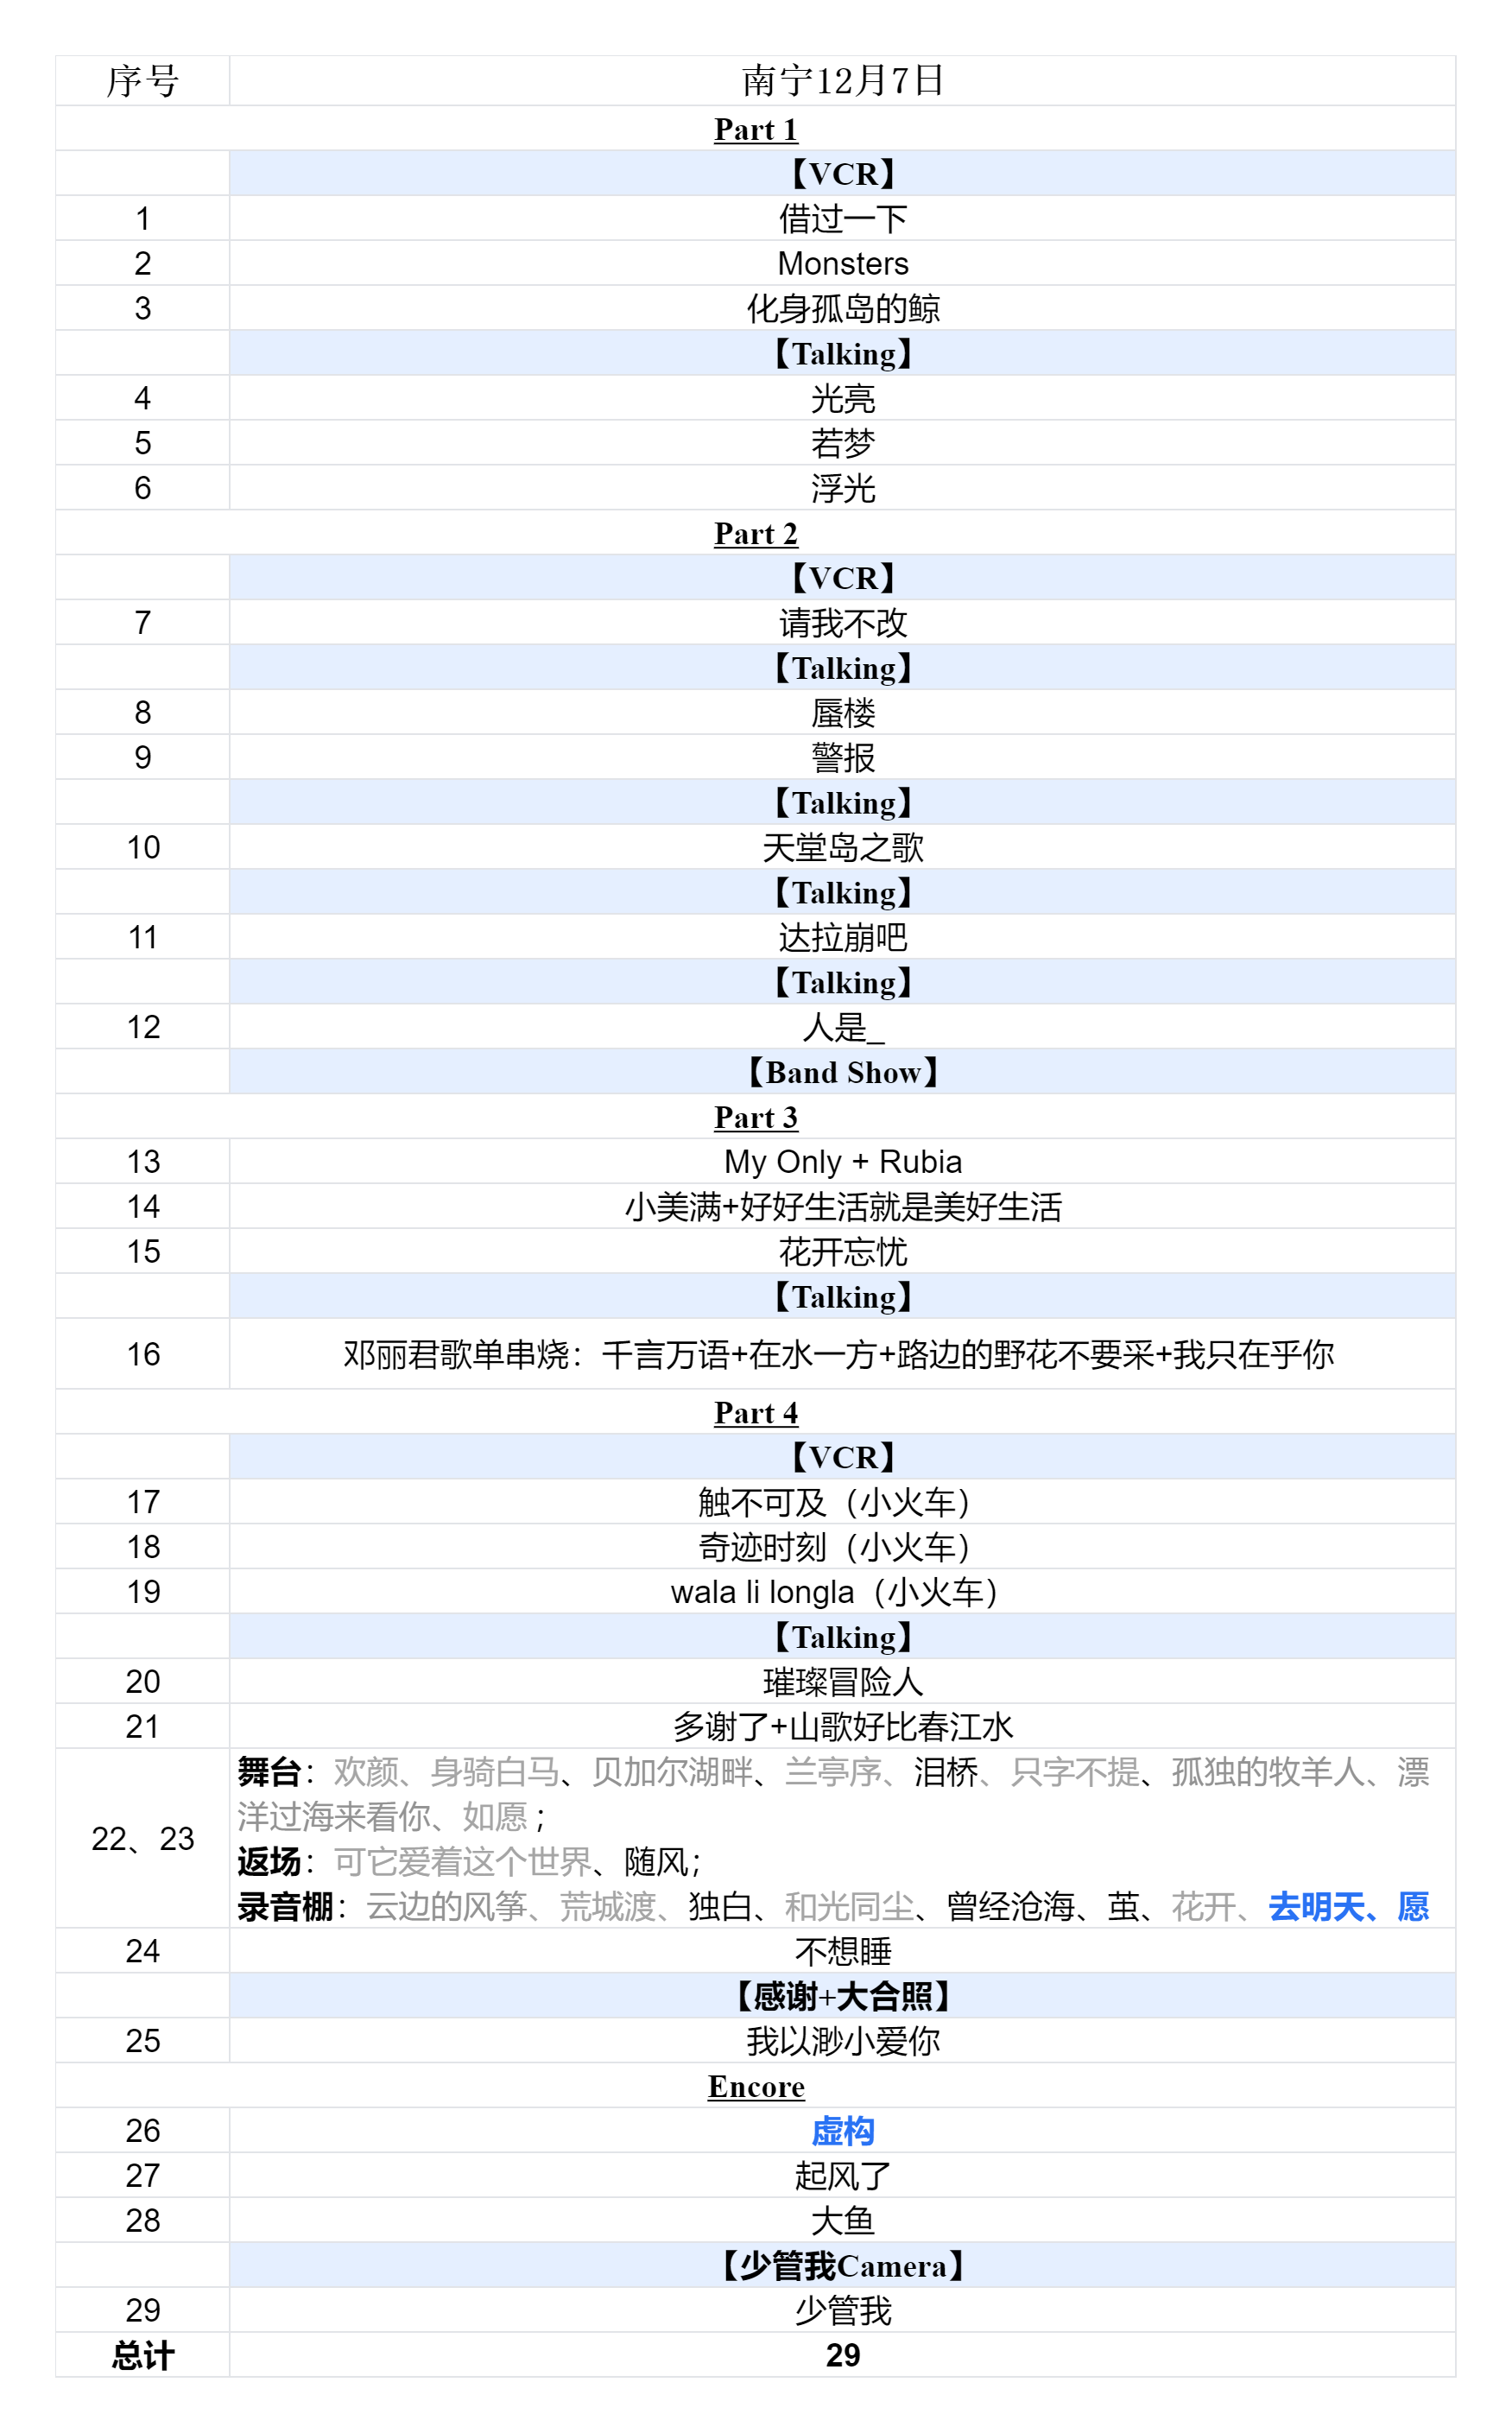 序号 南宁12月7日
Part 1
【VCR】
1 借过一下
2 Monsters
3 化身孤岛的鲸
【Talking】
4 光亮
5 若梦
6 浮光
Part 2
【VCR】
7 请我不改
【Talking】
8 蜃楼
9 警报
【Talking】
10 天堂岛之歌
【Talking】
11 达拉崩吧
【Talking】
12 人是_
【Band Show】
Part 3
13 My Only + Rubia
14 小美满+好好生活就是美好生活
15 花开忘忧
【Talking】
16 邓丽君歌单串烧：千言万语+在水一方+路边的野花不要采+我只在乎你
Part 4
【VCR】
17 触不可及（小火车）
18 奇迹时刻（小火车）
19 wala li longla（小火车）
【Talking】
20 璀璨冒险人
21 多谢了+山歌好比春江水
舞台：欢颜、身骑白马、贝加尔湖畔、兰亭序、泪桥、只字不提、孤独的牧羊人、漂
洋过海来看你、如愿；
22、23 返场：可它爱着这个世界、随风；
录音棚：云边的风筝、荒城渡、独白、和光同尘、曾经沧海、茧、花开、去明天、愿
24 不想睡
【感谢+大合照】
25 我以渺小爱你
Encore
26 虚构
27 起风了
28 大鱼
【少管我Camera】
29 少管我
总计 29